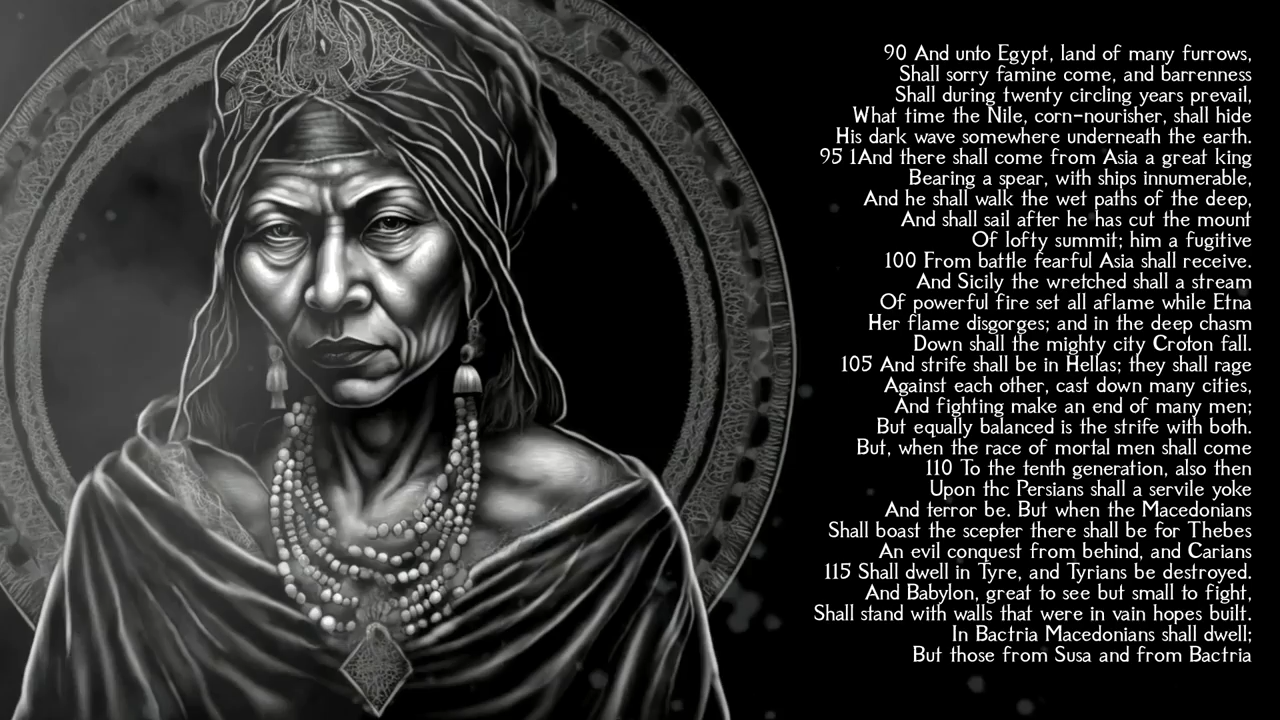 90 And unto Egypt, land of many furrows,
Shall sorry famine come, and barrenness
Shall during twenty circling years prevail,
What time the Nile, corn-nourisher, shall hide
His dark wave somewhere underneath the earth.
95 1And there shall come from Asia a great king
Bearing a spear, with ships innumerable,
And he shall walk the wet paths of the deep,
And shall sail after he has cut the mount
Of lofty summit; him a fugitive
100 From battle fearful Asia shall receive.
And Sicily the wretched shall a stream
Of powerful fire set all aflame while Etna
Her flame disgorges; and in the deep chasm
Down shall the mighty city Croton fall.
105 And strife shall be in Hellas; they shall rage
Against each other, cast down many cities,
And fighting make an end of many men;
But equally balanced is the strife with both.
But, when the race of mortal men shall come
110 To the tenth generation, also then
Upon thc Persians shall a servile yoke
And terror be. But when the Macedonians
Shall boast the scepter there shall be for Thebes
An evil conquest from behind, and Carians
115 Shall dwell in Tyre, and Tyrians be destroyed.
And Babylon, great to see but small to fight,
Shall stand with walls that were in vain hopes built.
In Bactria Macedonians shall dwell;
But those from Susa and from Bactria